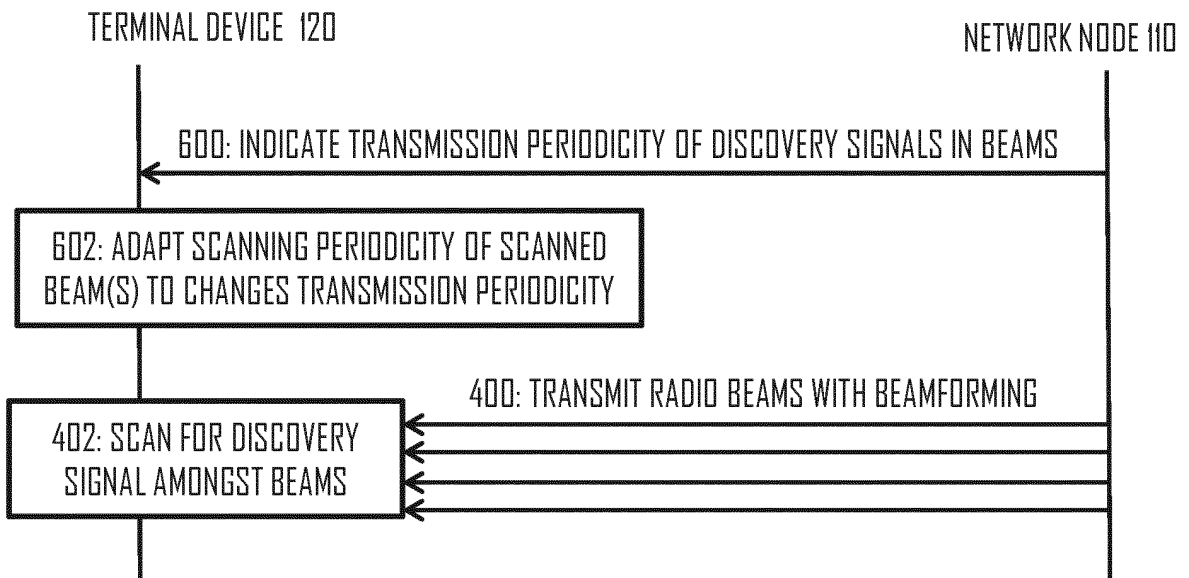 TERMINAL DEVICE 120
NETWORK NODE 110
600: INDICATE TRANSMISSION PERIODICITY OF DISCOVERY SIGNALS IN BEAMS
602: ADAPT SCANNING PERIODICITY OF SCANNED
BEAM(S) TO CHANGES TRANSMISSION PERIODICITY
400: TRANSMIT RADIO BEAMS WITH BEAMFORMING
402: SCAN FOR DISCOVERY
SIGNAL AMONGST BEAMS